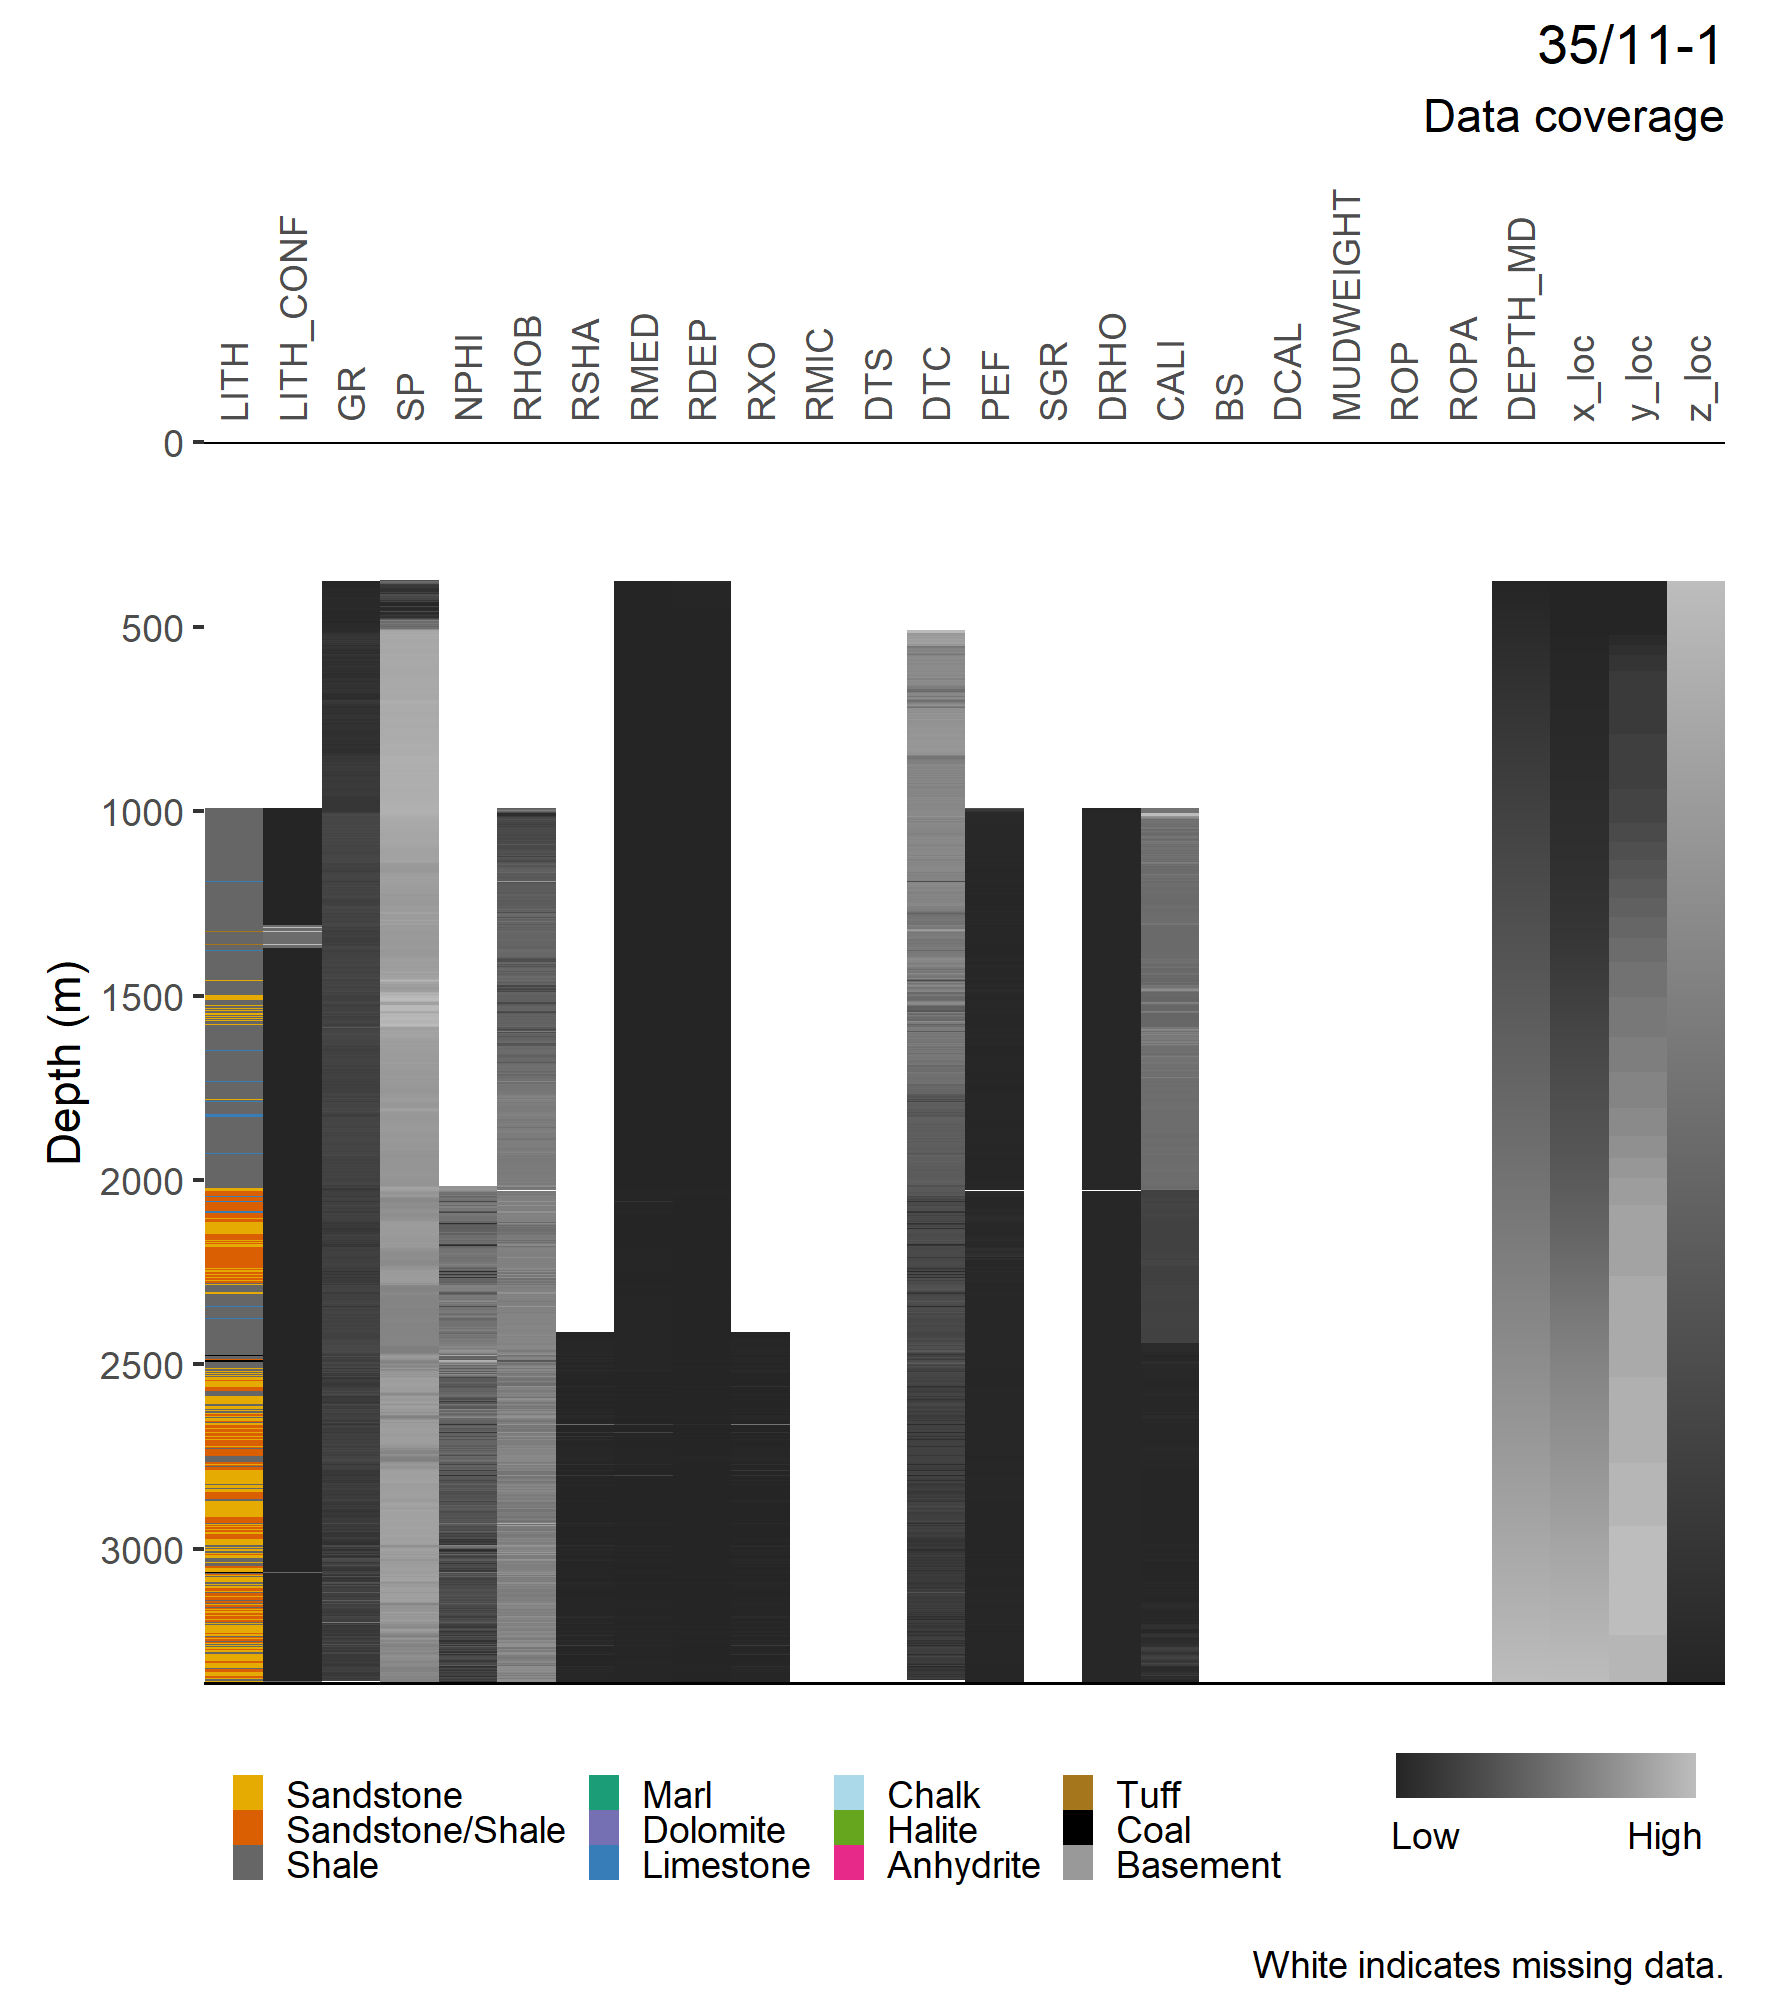 35/11-1
Data coverage
LITH
LITH_CONF
GR
SP
NPHI
RHOB
RSHA
RMED
RDEP
RXO
RMIC
DTS
DTC
PEF
SGR
DRHO
CALI
BS
DCAL
MUDWEIGHT
ROP
ROPA
DEPTH_MD
x_loc
y_loc
z_loc
0
500
1000
1500
2000
2500
3000
Depth (m)
Sandstone
Sandstone/Shale
Shale
Marl
Dolomite
Limestone
Chalk
Halite
Anhydrite
Tuff
Coal
Basement
Low
High
White indicates missing data.